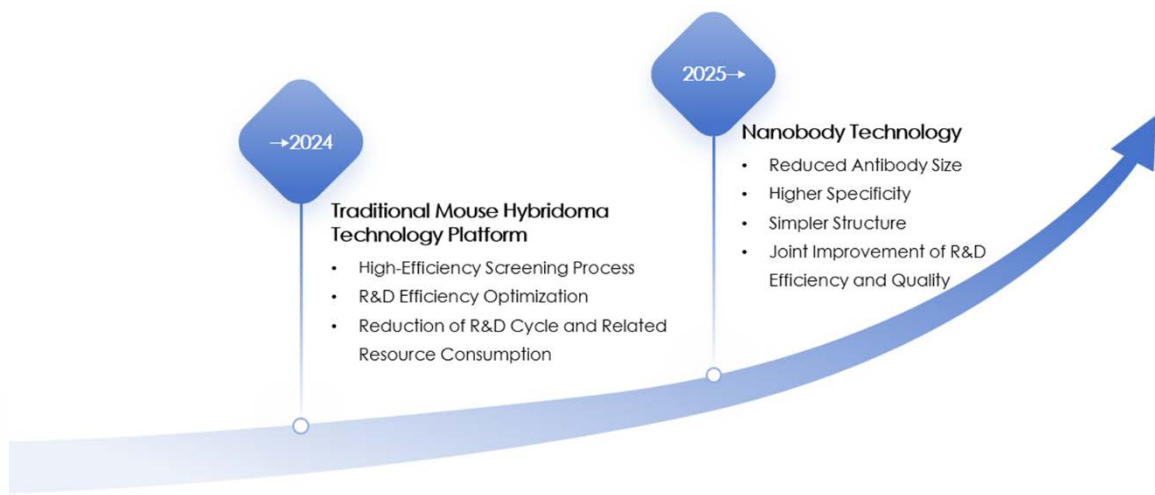 →2024
Traditional Mouse Hybridoma
Technology Platform
• High-Efficiency Screening Process
• R&D Efficiency Optimization
• Reduction of R&D Cycle and Related
Resource Consumption
2025→
Nanobody Technology
• Reduced Antibody Size
• Higher Specificity
• Simpler Structure
• Joint Improvement of R&D
Efficiency and Quality